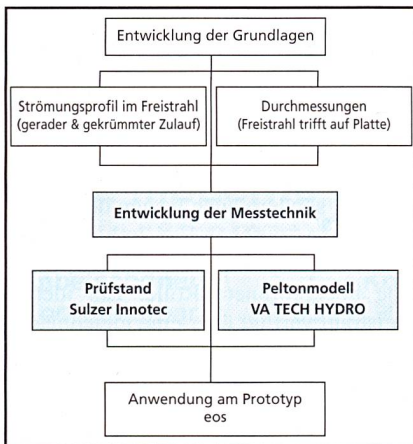 Entwicklung der Grundlagen
Strömungsprofil im Freistrahl
(gerader & gekrümmter Zulauf)
Durchmessungen
(Freistrahl trifft auf Platte)
Entwicklung der Messtechnik
Prüfstand
Sulzer Innotec
Peltonmodell
VA TECH HYDRO
Anwendung am Prototyp
eos